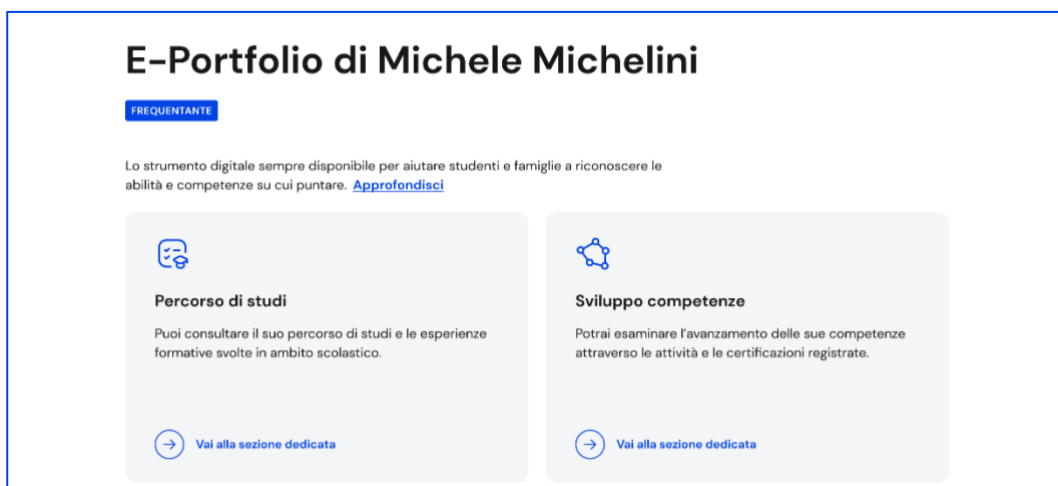 E-Portfolio di Michele Michelini
FREQUENTANTE
Lo strumento digitale sempre disponibile per aiutare studenti e famiglie a riconoscere le
abilità e competenze su cui puntare. Approfondisci
Percorso di studi
Puoi consultare il suo percorso di studi e le esperienze
formative svolte in ambito scolastico.
Vai alla sezione dedicata
Sviluppo competenze
Potrai esaminare l'avanzamento delle sue competenze
attraverso le attività e le certificazioni registrate.
Vai alla sezione dedicata